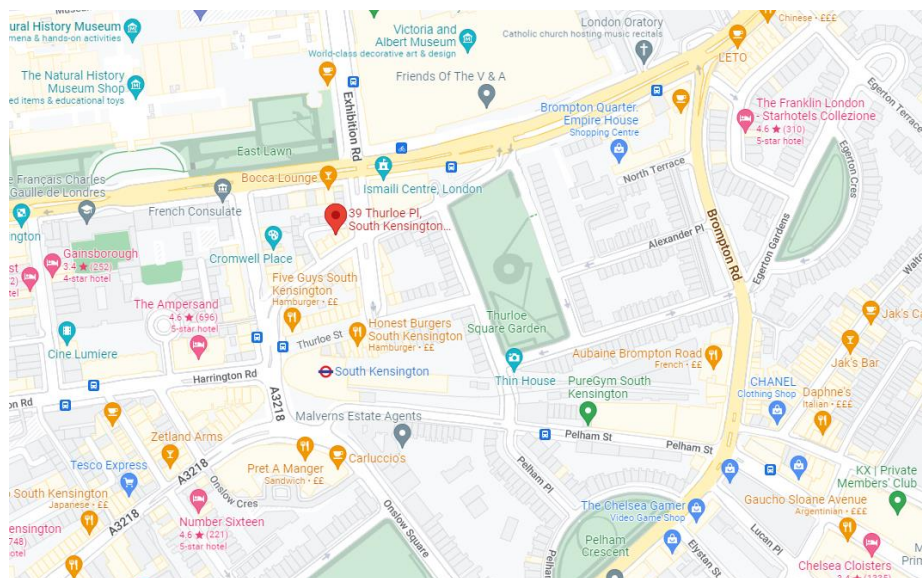 ural History Museum
mena & hands-on activities
Victoria and
Albert Museum
World-class decorative art & design
London Oratory
Catholic church hosting music recitals
Chinese · £££
LETO
The Natural History
Museum Shop
ed items & educational toys
Friends Of The V & A
Exhibition Rd
Brompton Quarter.
Empire House
Shopping Centre
The Franklin London
- Starhotels Collezione
4.6 ★ (310)
5-star hotel
Egerton Terrace
Egerton Cres
East Lawn
North Terrace
Bocca Lounge
Ismaili Centre, London
e Français Charles
Gaulle de Londres
French Consulate
39 Thurloe Pl,
South Kensington...
Alexander Pl
Brompton Rd
Egerton Gardens
ington
Gainsborough
3.4 ★ (252)
4-star hotel
Cromwell Place
Five Guys South
Kensington
Hamburger · ££
The Ampersand
4.6 ★ (696)
5-star hotel
Thurloe
Square Garden
Honest Burgers
South Kensington
Hamburger · ££
Thurloe St
Jak's Bar
Cine Lumiere
South Kensington
Thin House
Aubaine Brompton Road
French · ££
Harrington Rd
n Rd
A3218
PureGym South
Kensington
CHANEL
Clothing Shop
Daphne's
Italian · £££
Malverns Estate Agents
Zetland Arms
Pelham St
Pelham St
Carluccio's
Pret A Manger
Sandwich · ££
Tesco Express
A3218
Onslow Cres
Pelham Pl
KX | Private
Members' Club
South Kensington
Japanese · ££
A3218
Number Sixteen
4.6 ★ (221)
5-star hotel
Onslow Square
The Chelsea Gamer
Video Game Shop
Gaucho Sloane Avenue
Argentinian · £££
ensington
748)
hotel
Pelham
Crescent
Elystan St
Lucan Pl
Chelsea Cloisters